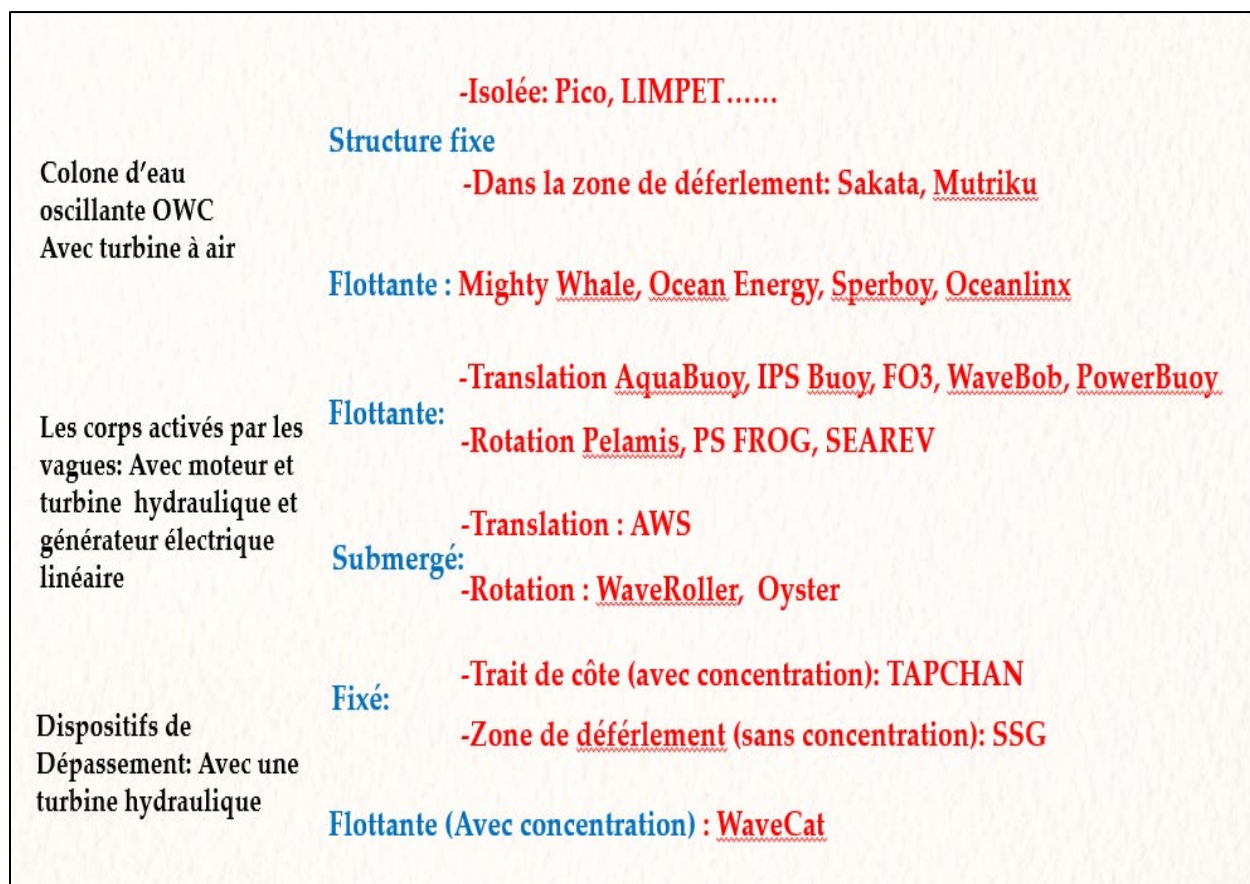 -Isolée: Pico, LIMPET......
Structure fixe
-Dans la zone de déferlement: Sakata, Mutriku
Colone d'eau
oscillante OWC
Avec turbine à air
Flottante : Mighty Whale, Ocean Energy, Sperboy, Oceanlinx
-Translation AquaBuoy, IPS Buoy, FO3, WaveBob, PowerBuoy
Flottante:
-Rotation Pelamis, PS FROG, SEAREV
Les corps activés par les
vagues: Avec moteur et
turbine hydraulique et
générateur électrique
linéaire
-Translation : AWS
Submergé:
-Rotation : WaveRoller, Oyster
-Trait de côte (avec concentration): TAPCHAN
Fixé:
-Zone de déférlement (sans concentration): SSG
Dispositifs de
Dépassement: Avec une
turbine hydraulique
Flottante (Avec concentration) : WaveCat